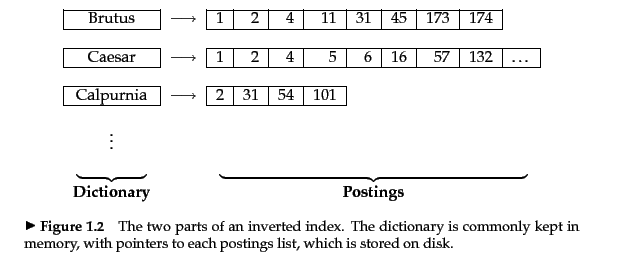 Brutus ⟶ 1 2 4 11 31 45 173 174
Caesar ⟶ 1 2 4 5 6 16 57 132 …
Calpurnia ⟶ 2 31 54 101
⋮
Dictionary Postings
▶ Figure 1.2 The two parts of an inverted index. The dictionary is commonly kept in
memory, with pointers to each postings list, which is stored on disk.